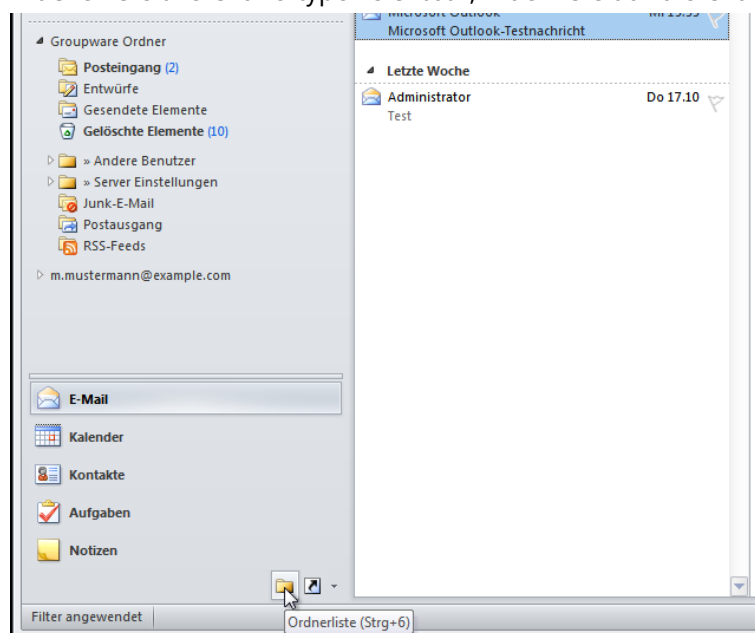 Groupware Ordner
Posteingang (2)
Entwürfe
Gesendete Elemente
Gelöschte Elemente (10)
» Andere Benutzer
» Server Einstellungen
Junk-E-Mail
Postausgang
RSS-Feeds
m.mustermann@example.com
E-Mail
Kalender
Kontakte
Aufgaben
Notizen
Filter angewendet
Ordnerliste (Strg+6)
Microsoft Outlook
Microsoft Outlook-Testnachricht
Letzte Woche
Administrator Do 17.10
Test